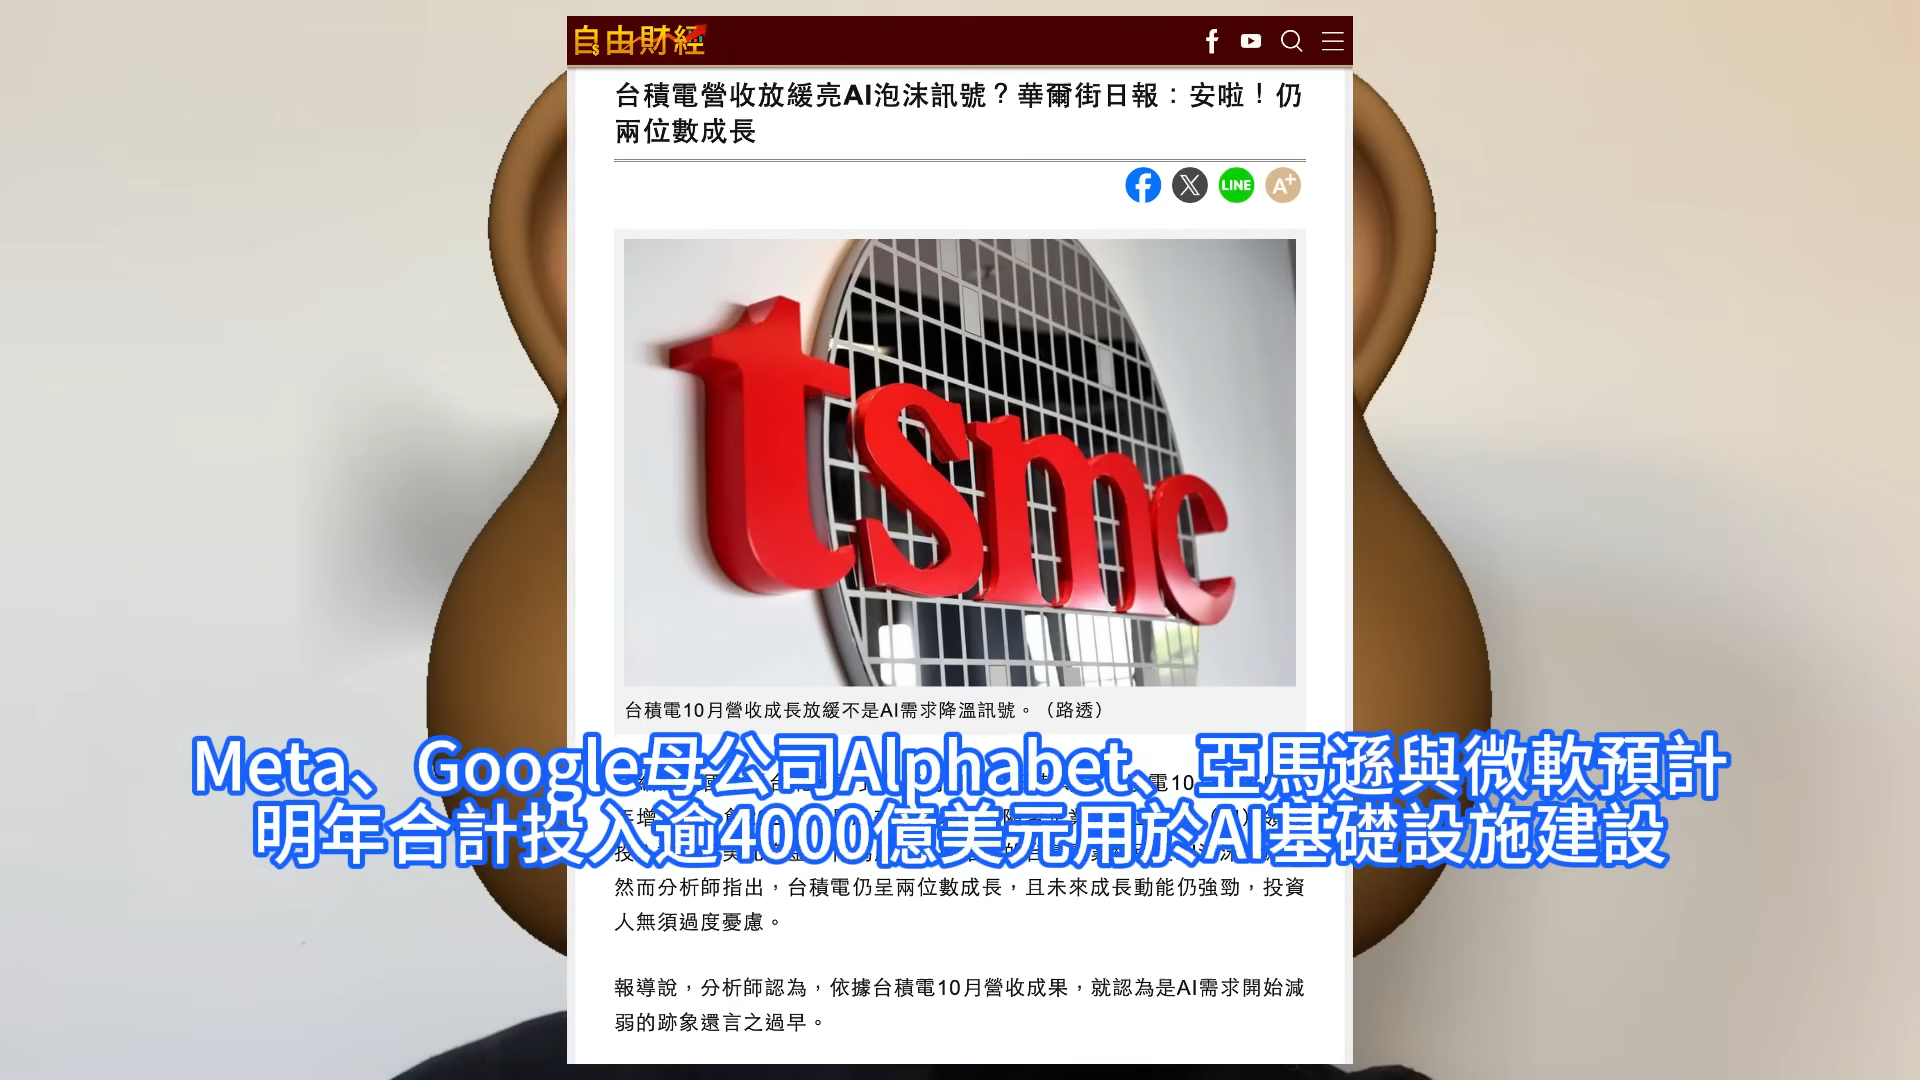 自由財經
台積電營收放緩亮AI泡沫訊號？華爾街日報：安啦！仍
兩位數成長
LINE
A+
tsmc
台積電10月營收成長放緩不是AI需求降溫訊號。（路透）
Meta、Google母公司Alphabet、亞馬遜與微軟預計
明年合計投入逾4000億美元用於AI基礎設施建設
然而分析師指出，台積電仍呈兩位數成長，且未來成長動能仍強勁，投資
人無須過度憂慮。
報導說，分析師認為，依據台積電10月營收成果，就認為是AI需求開始減
弱的跡象還言之過早。